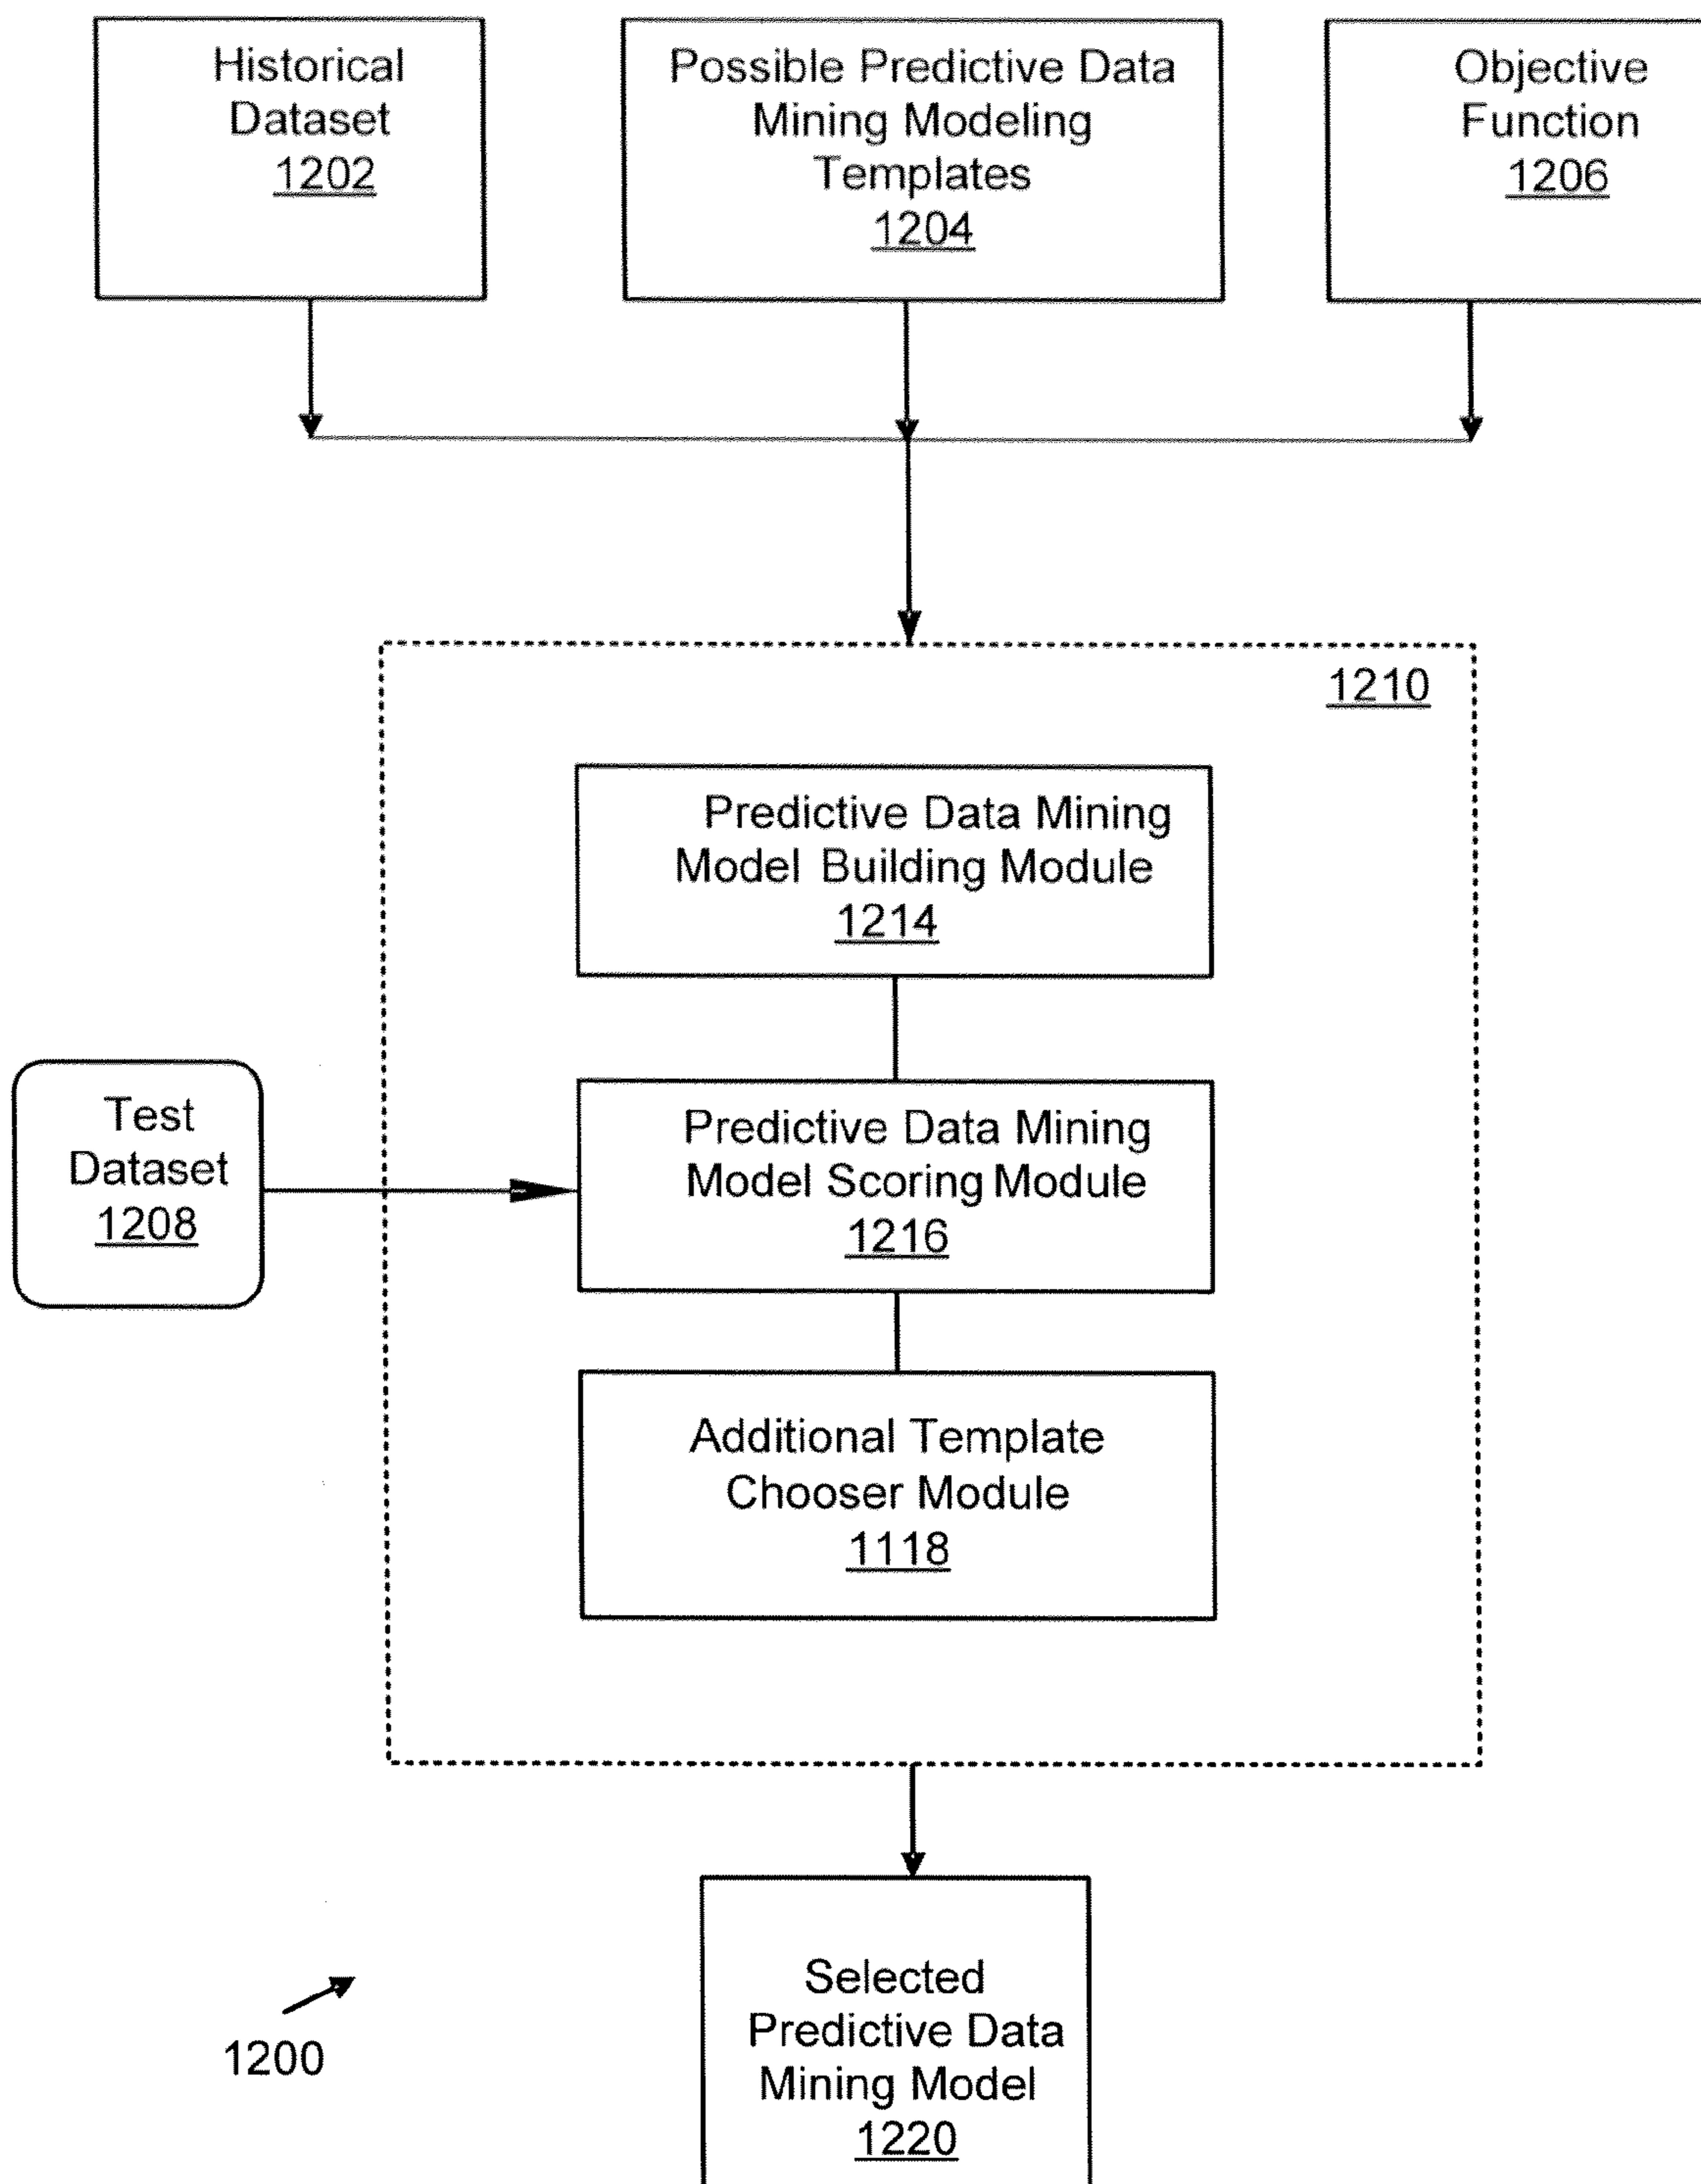 Historical
Dataset
1202
Possible Predictive Data
Mining Modeling
Templates
1204
Objective
Function
1206
1210
Predictive Data Mining
Model Building Module
1214
Test
Dataset
1208
Predictive Data Mining
Model Scoring Module
1216
Additional Template
Chooser Module
1118
1200
Selected
Predictive Data
Mining Model
1220